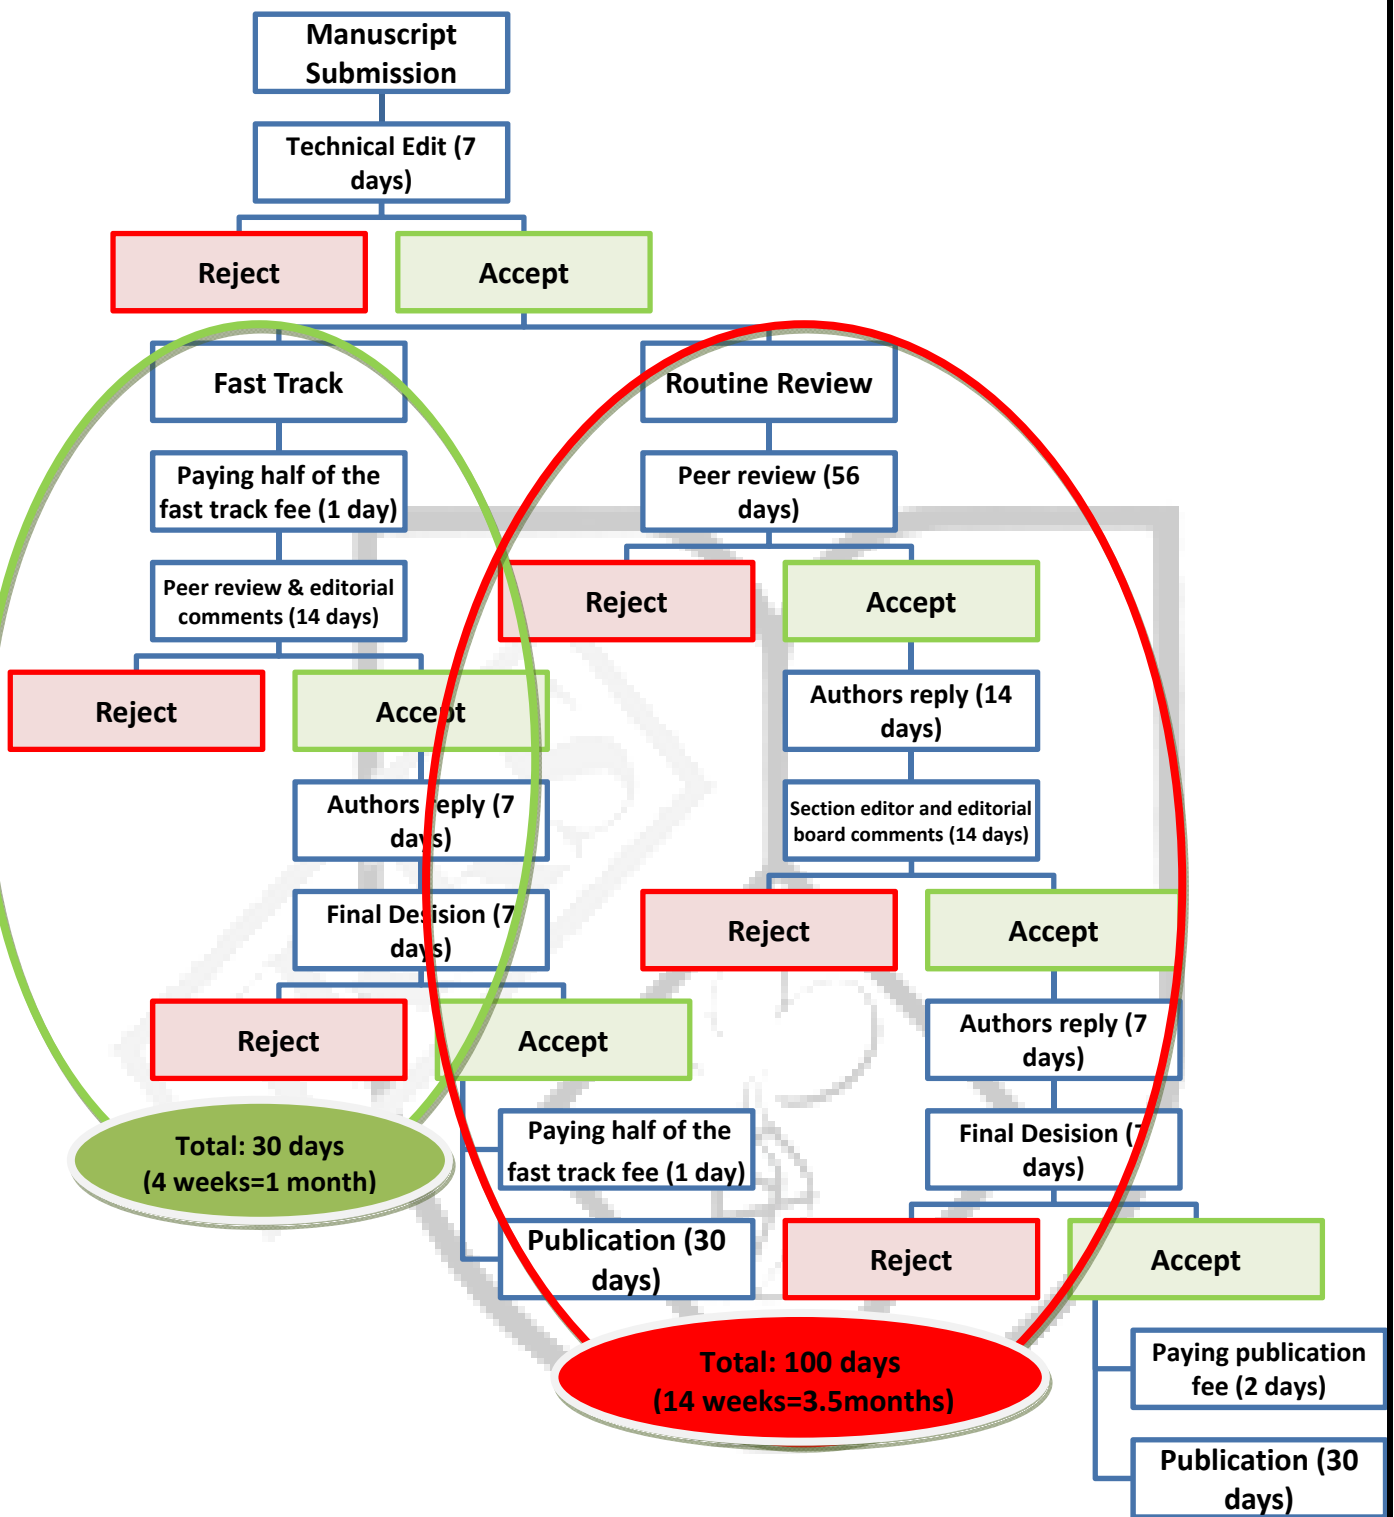 Manuscript
Submission
Technical Edit (7
days)
Reject
Accept
Fast Track
Paying half of the
fast track fee (1 day)
Peer review & editorial
comments (14 days)
Reject
Accept
Authors reply (7
days)
Final Desision (7
days)
Reject
Accept
Paying half of the
fast track fee (1 day)
Publication (30
days)
Total: 30 days
(4 weeks=1 month)
Routine Review
Peer review (56
days)
Reject
Accept
Authors reply (14
days)
Section editor and editorial
board comments (14 days)
Reject
Accept
Authors reply (7
days)
Final Desision (7
days)
Reject
Accept
Paying publication
fee (2 days)
Publication (30
days)
Total: 100 days
(14 weeks=3.5months)